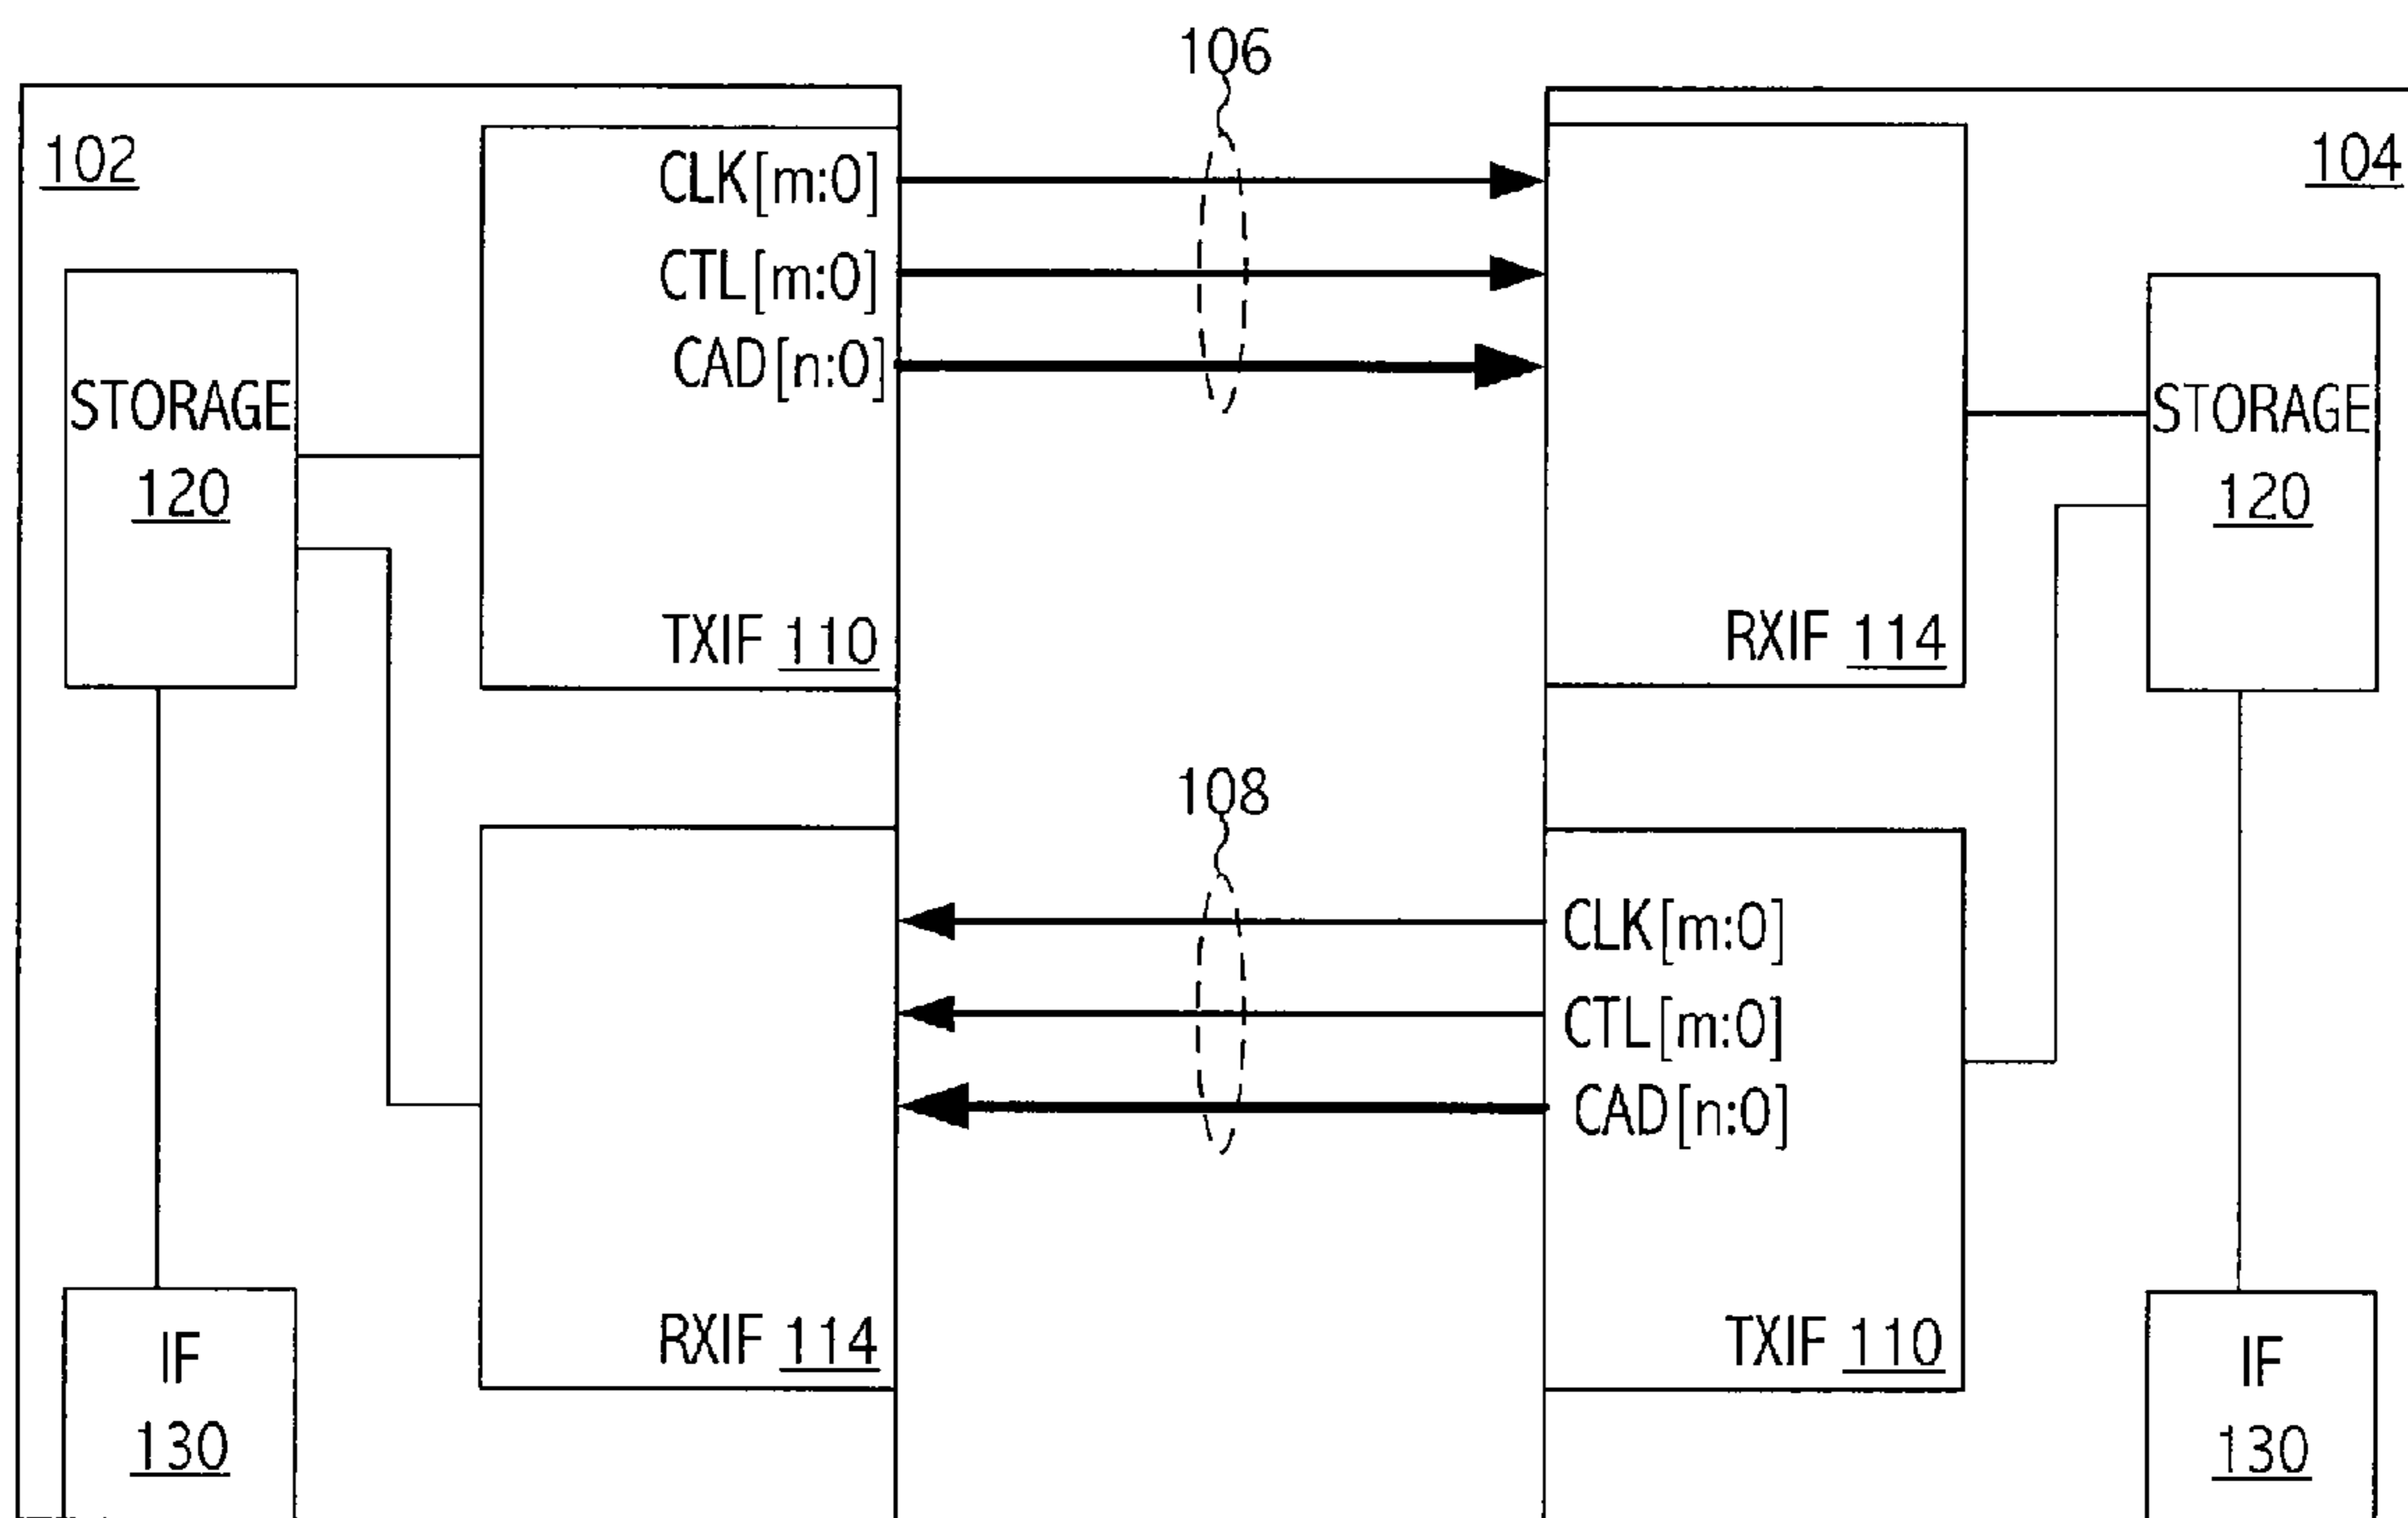 106
102
CLK[m:0]
CTL[m:0]
CAD[n:0]
STORAGE
120
TXIF 110
104
STORAGE
120
RXIF 114
108
CLK[m:0]
CTL[m:0]
CAD[n:0]
RXIF 114
TXIF 110
IF
130
IF
130